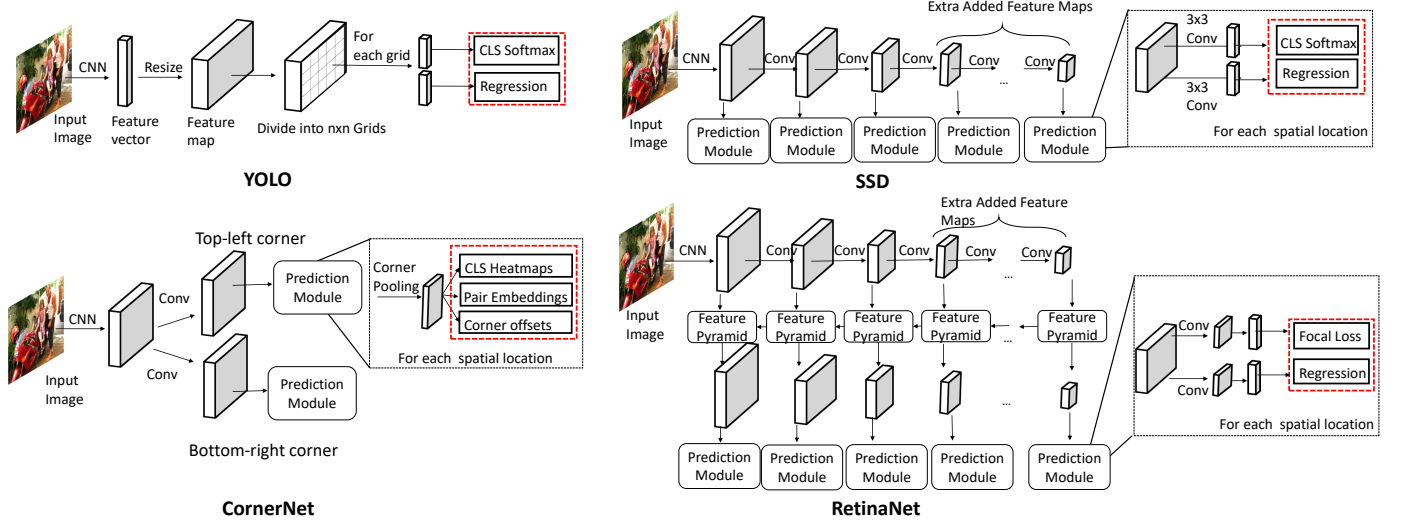 CNN
Input
Image
Feature
vector
Resize
Feature
map
Divide into nxn Grids
For
each grid
CLS Softmax
Regression
YOLO
Extra Added Feature Maps
CNN
Conv
Conv
Conv
Conv
...
Conv
Input
Image
Prediction
Module
Prediction
Module
Prediction
Module
Prediction
Module
Prediction
Module
3x3
Conv
CLS Softmax
Regression
3x3
Conv
For each spatial location
SSD
Top-left corner
CNN
Input
Image
Conv
Conv
Prediction
Module
Prediction
Module
Bottom-right corner
Corner
Pooling
CLS Heatmaps
Pair Embeddings
Corner offsets
For each spatial location
CornerNet
Extra Added Feature
Maps
CNN
Conv
Conv
Conv
Conv
...
Conv
Input
Image
Feature
Pyramid
Feature
Pyramid
Feature
Pyramid
Feature
Pyramid
...
Feature
Pyramid
...
Prediction
Module
Prediction
Module
Prediction
Module
Prediction
Module
Prediction
Module
Conv
Conv
Focal Loss
Regression
For each spatial location
RetinaNet